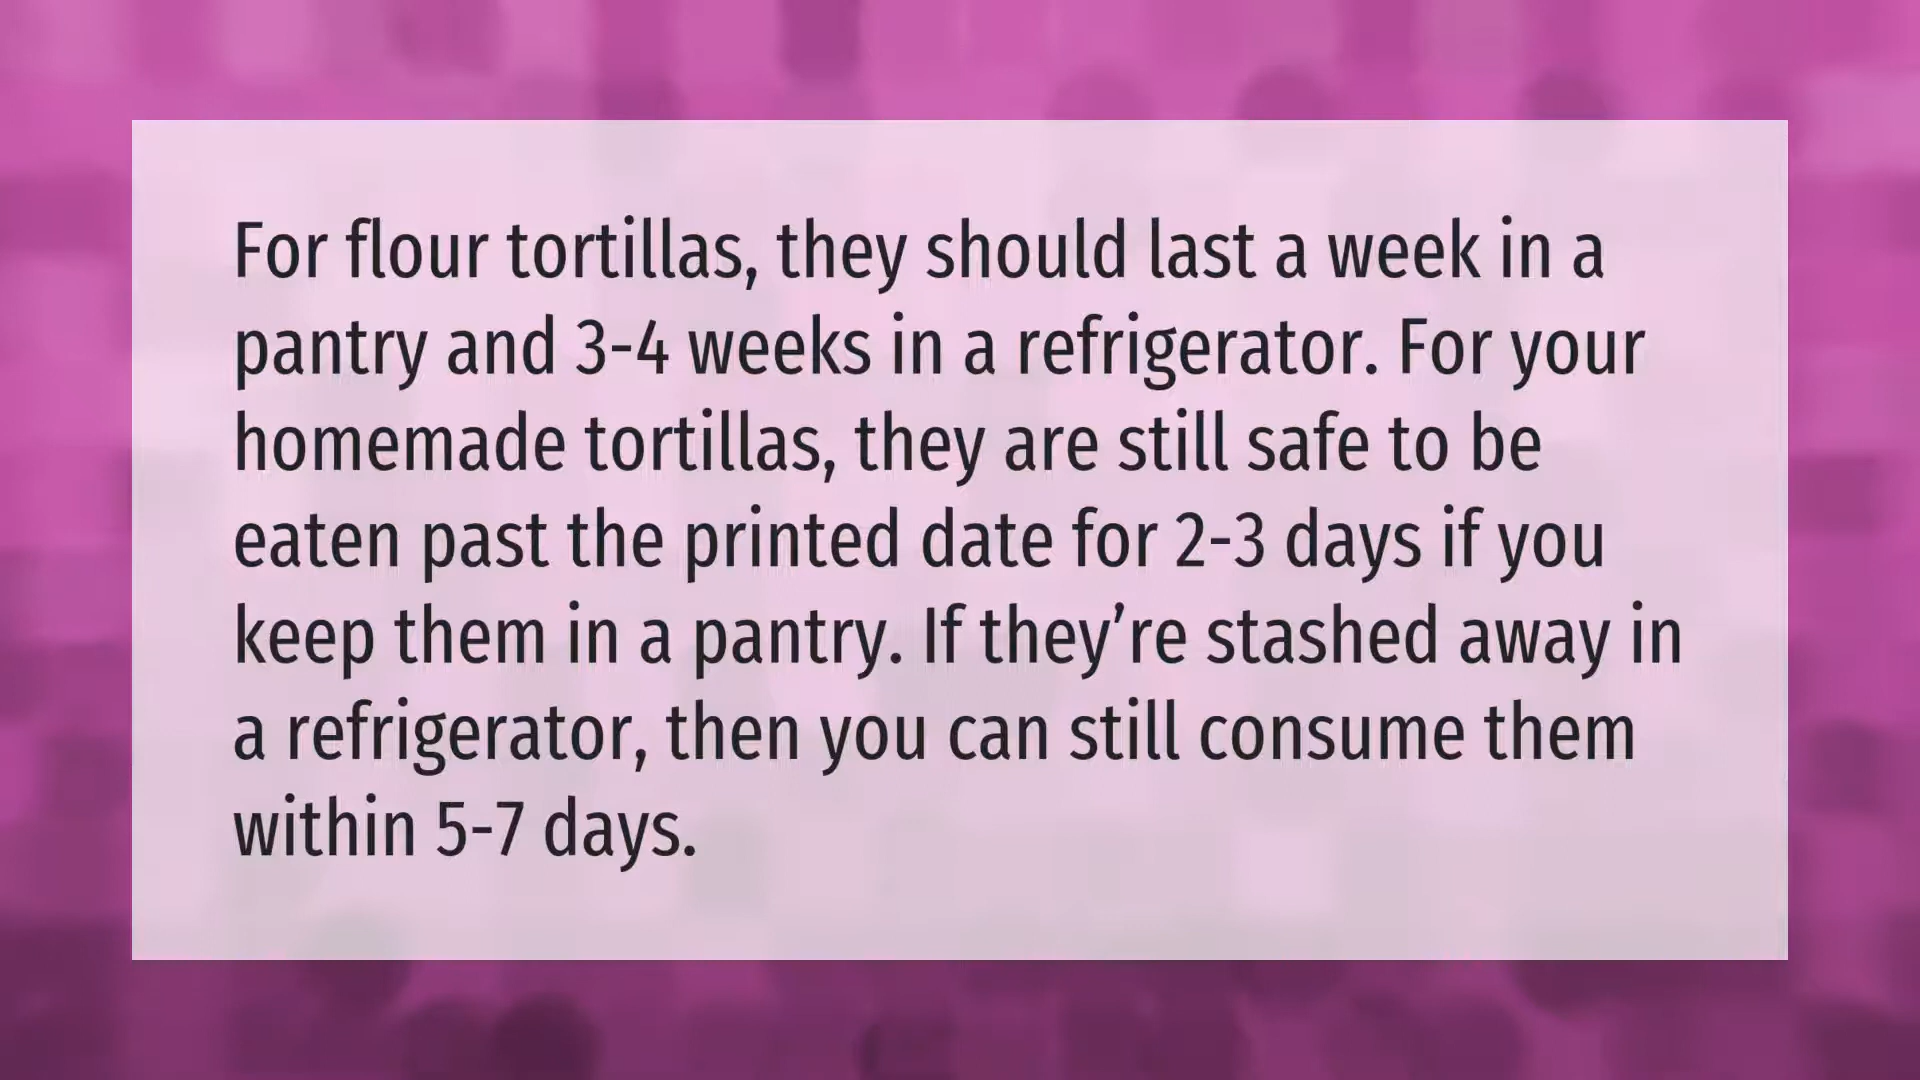 For flour tortillas, they should last a week in a
pantry and 3-4 weeks in a refrigerator. For your
homemade tortillas, they are still safe to be
eaten past the printed date for 2-3 days if you
keep them in a pantry. If they’re stashed away in
a refrigerator, then you can still consume them
within 5-7 days.